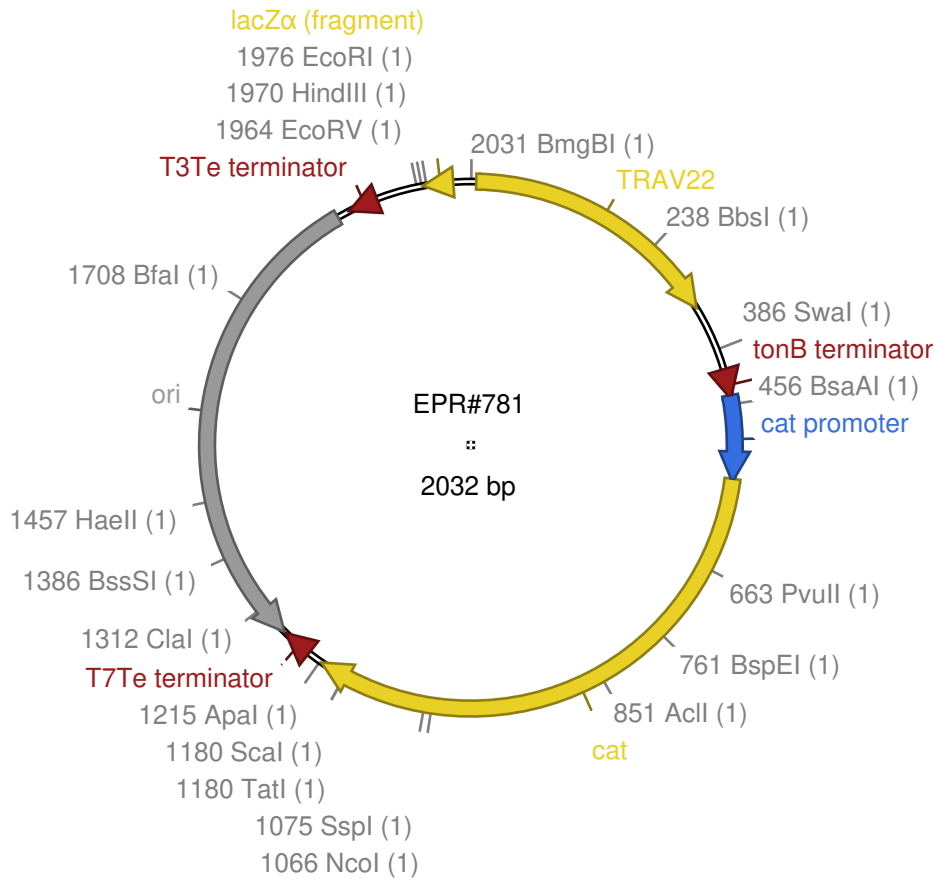 lacZα (fragment)
1976 EcoRI (1)
1970 HindIII (1)
1964 EcoRV (1)
T3Te terminator
2031 BmgBI (1)
TRAV22
238 BbsI (1)
1708 BfaI (1)
386 SwaI (1)
tonB terminator
456 BsaAI (1)
cat promoter
ori
EPR#781
2032 bp
1457 HaeII (1)
1386 BssSI (1)
1312 ClaI (1)
T7Te terminator
663 PvuII (1)
761 BspEI (1)
851 AclI (1)
cat
1215 ApaI (1)
1180 ScaI (1)
1180 TatI (1)
1075 SspI (1)
1066 NcoI (1)